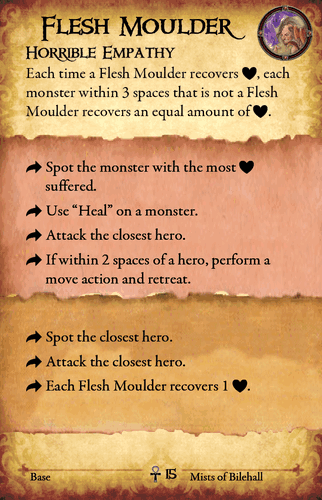 Flesh Moulder
Horrible Empathy
Each time a Flesh Moulder recovers ♥, each
monster within 3 spaces that is not a Flesh
Moulder recovers an equal amount of ♥.
Spot the monster with the most ♥
suffered.
Use “Heal” on a monster.
Attack the closest hero.
If within 2 spaces of a hero, perform a
move action and retreat.
Spot the closest hero.
Attack the closest hero.
Each Flesh Moulder recovers 1 ♥.
Base ☥ 15 Mists of Bilehall